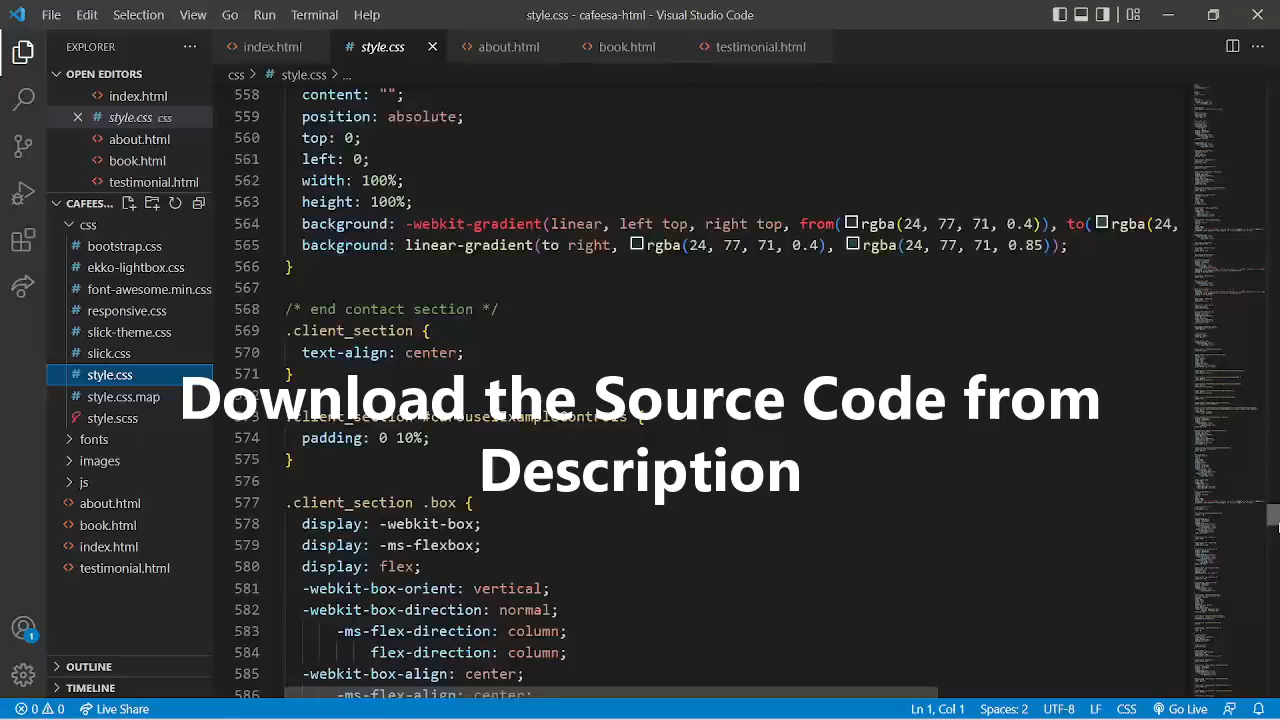 File Edit Selection View Go Run Terminal Help style.css - cafeesa-html - Visual Studio Code
EXPLORER ···
index.html
style.css
about.html
book.html
testimonial.html
OPEN EDITORS
index.html
style.css css
about.html
book.html
testimonial.html
CAFEES...
css
bootstrap.css
ekko-lightbox.css
font-awesome.min.css
responsive.css
slick-theme.css
slick.css
style.css
style.css.map
style.scss
fonts
images
js
about.html
book.html
index.html
testimonial.html
OUTLINE
TIMELINE
css > style.css > ...
558 content: "";
559 position: absolute;
560 top: 0;
561 left: 0;
562 width: 100%;
563 height: 100%;
564 background: -webkit-gradient(linear, left top, right top, from(rgba(24, 77, 71, 0.4)), to(rgba(24,
565 background: linear-gradient(to right, rgba(24, 77, 71, 0.4), rgba(24, 77, 71, 0.85));
566 }
567
568 /* end contact section */
569 .client_section {
570 text-align: center;
571 }
574 padding: 0 10%;
575 }
576
577 .client_section .box {
578 display: -webkit-box;
579 display: -ms-flexbox;
580 display: flex;
581 -webkit-box-orient: vertical;
582 -webkit-box-direction: normal;
583 -ms-flex-direction: column;
584 flex-direction: column;
585 -webkit-box-align: center;
586 -ms-flex-align: center;
Download the Source Code from
Description
1
0 0 Live Share Ln 1, Col 1 Spaces: 2 UTF-8 LF CSS Go Live